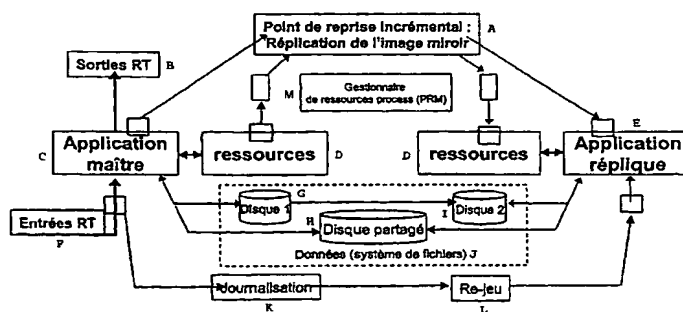 Point de reprise incrémental :
Réplication de l'image miroir
A
Sorties RT
B
M
Gestionnaire
de ressources process (PRM)
E
C
Application
maître
ressources
D
D
ressources
Application
réplique
G
Disque 1
I
Disque 2
H
Disque partagé
Entrées RT
F
Données (système de fichiers) J
Journalisation
K
Re-jeu
L